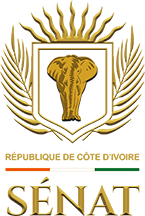 RÉPUBLIQUE DE CÔTE D'IVOIRE
SÉNAT